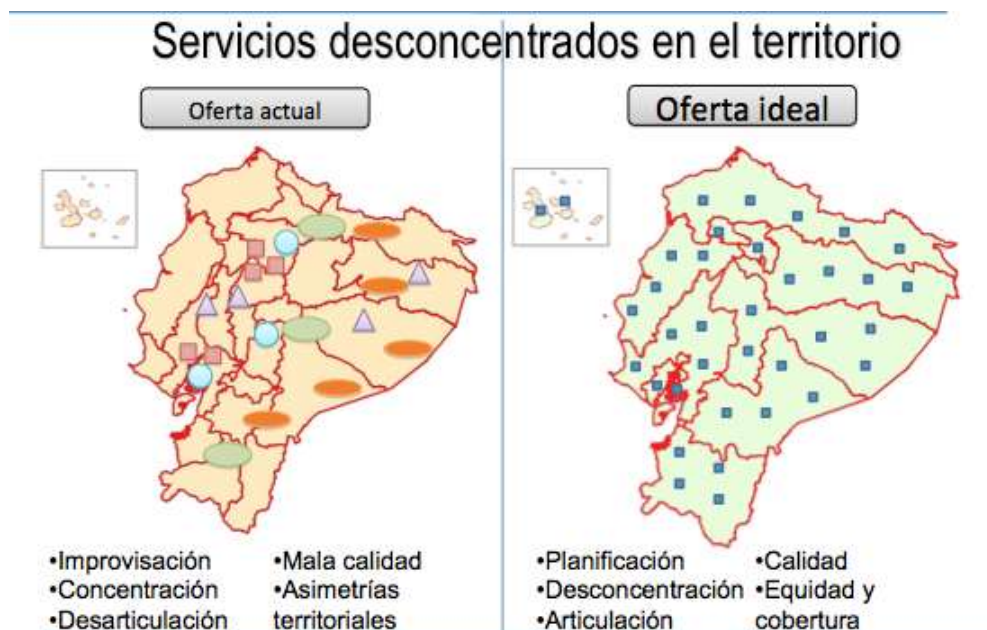 Servicios desconcentrados en el territorio
Oferta actual
Oferta ideal
•Improvisación
•Concentración
•Desarticulación
•Mala calidad
•Asimetrías
territoriales
•Planificación
•Desconcentración
•Articulación
•Calidad
•Equidad y
cobertura